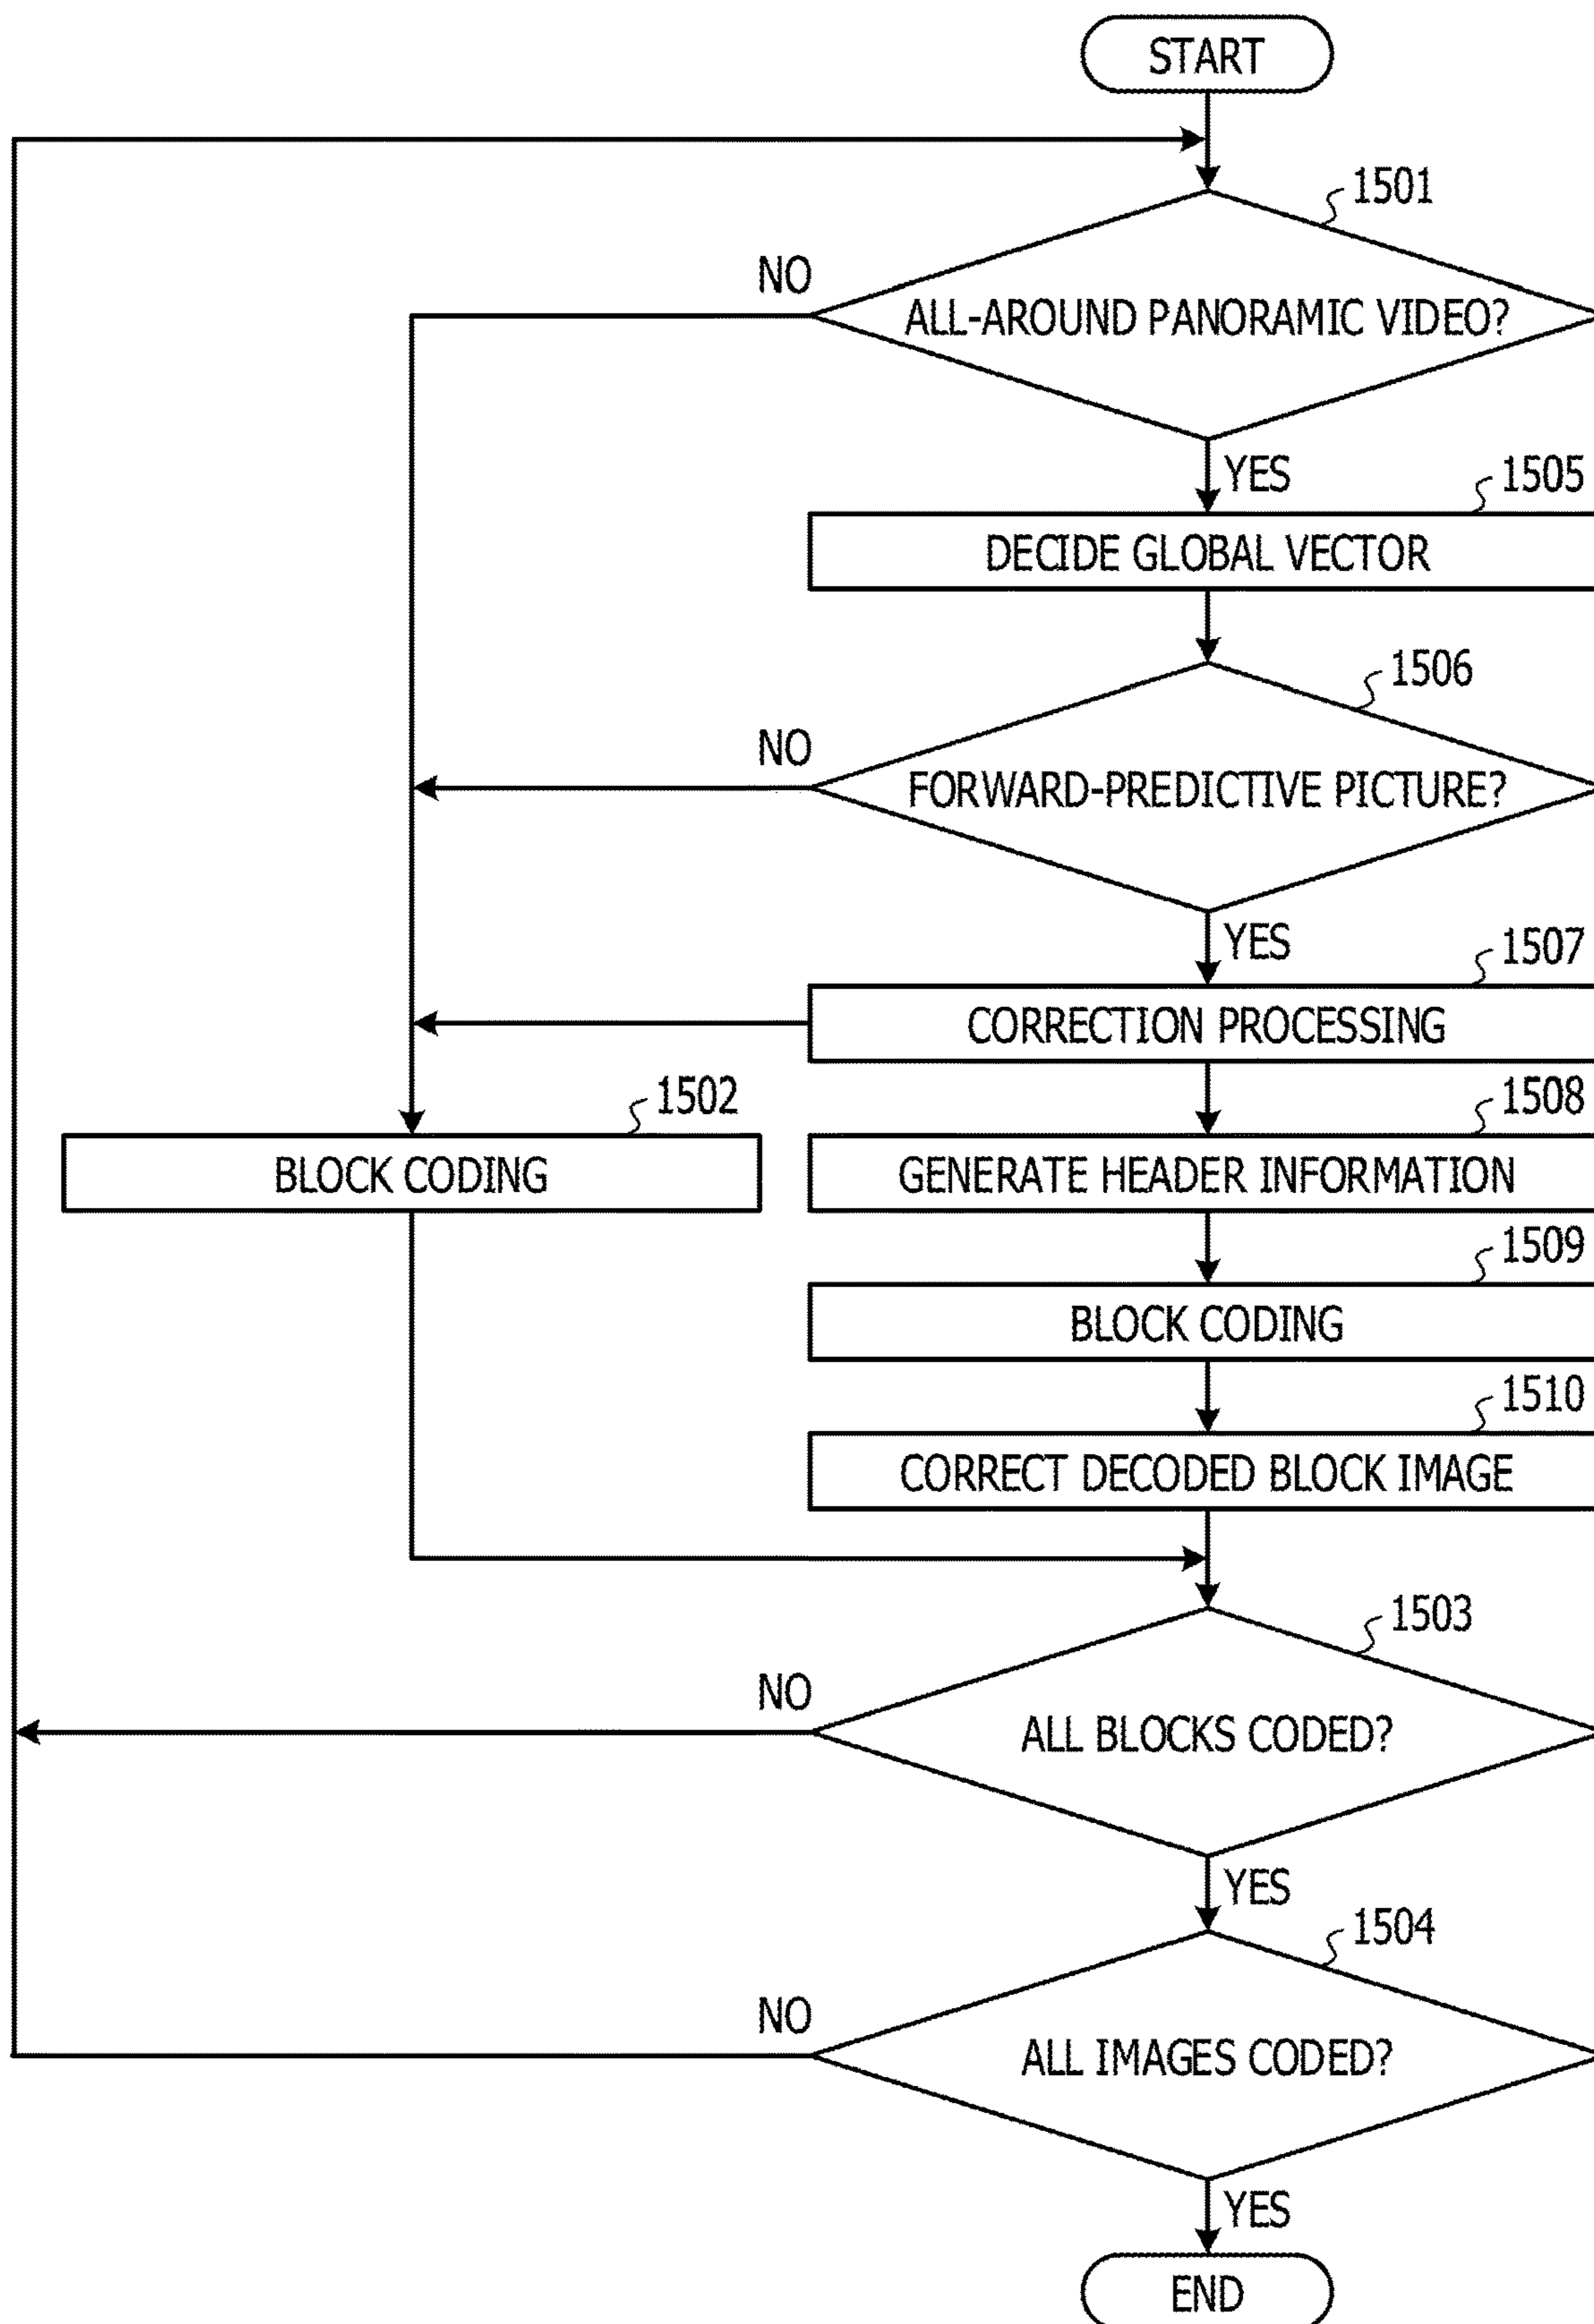 START
1501
NO
ALL-AROUND PANORAMIC VIDEO?
YES
1505
DECIDE GLOBAL VECTOR
1506
NO
FORWARD-PREDICTIVE PICTURE?
YES
1507
CORRECTION PROCESSING
1502
1508
BLOCK CODING
GENERATE HEADER INFORMATION
1509
BLOCK CODING
1510
CORRECT DECODED BLOCK IMAGE
1503
NO
ALL BLOCKS CODED?
YES
1504
NO
ALL IMAGES CODED?
YES
END